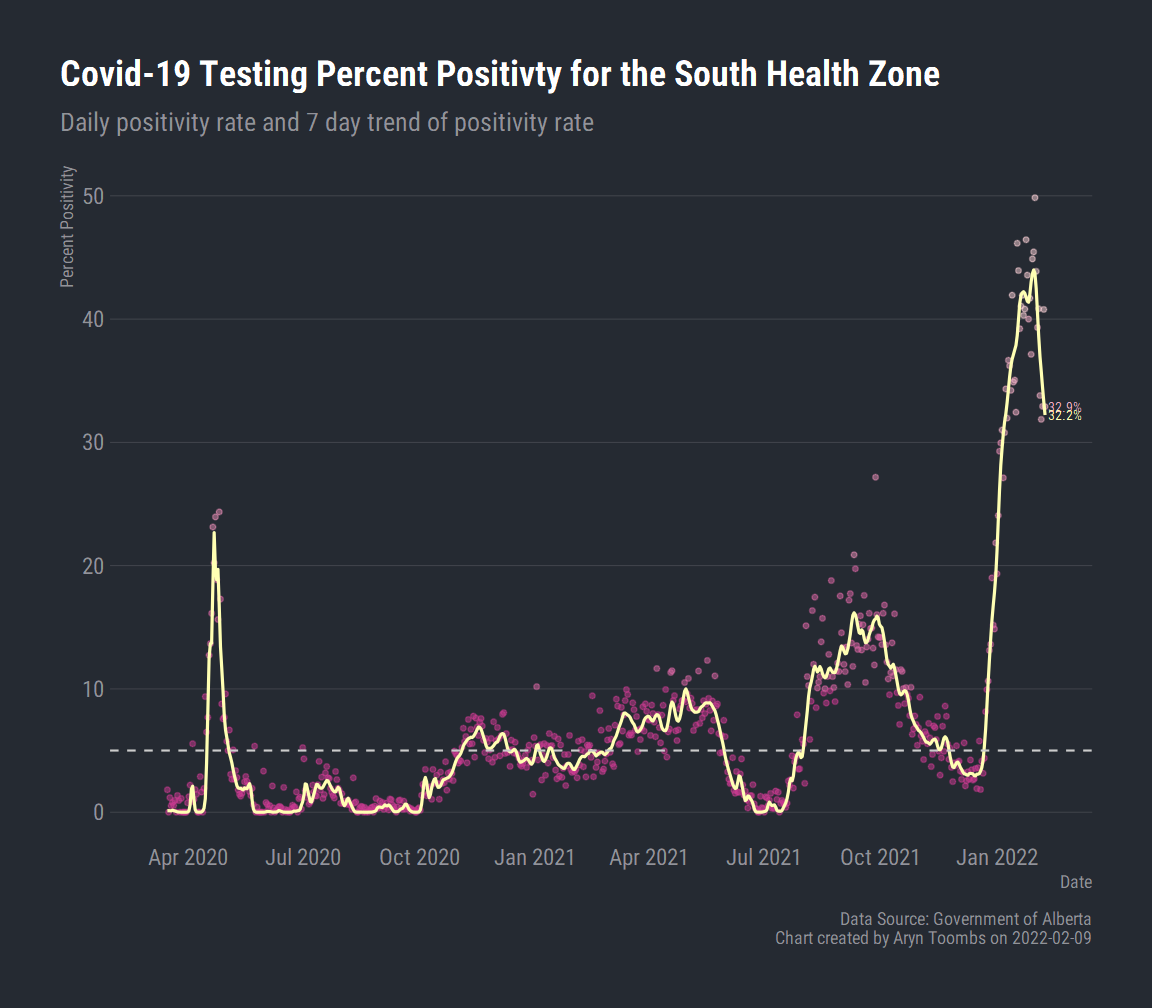 Covid-19 Testing Percent Positivty for the South Health Zone
Daily positivity rate and 7 day trend of positivity rate
Percent Positivity
50
40
30
20
10
0
32.9%
32.2%
Apr 2020 Jul 2020 Oct 2020 Jan 2021 Apr 2021 Jul 2021 Oct 2021 Jan 2022
Date
Data Source: Government of Alberta
Chart created by Aryn Toombs on 2022-02-09